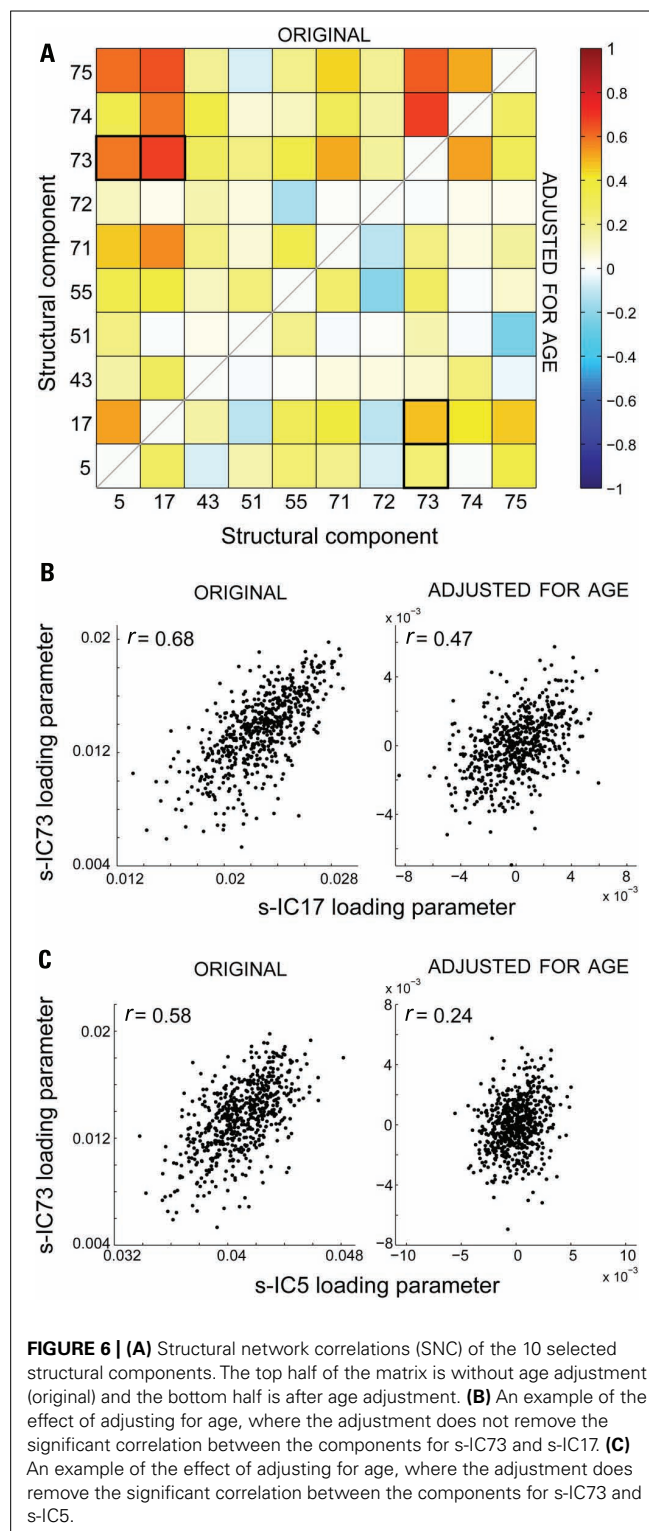 A
ORIGINAL
75
74
73
72
71
55
51
43
17
5
Structural component
5 17 43 51 55 71 72 73 74 75
Structural component
ADJUSTED FOR AGE
1
0.8
0.6
0.4
0.2
0
−0.2
−0.4
−0.6
−0.8
−1
B
ORIGINAL
r = 0.68
0.02
0.012
0.004
s-IC73 loading parameter
0.012 0.02 0.028
ADJUSTED FOR AGE
x 10⁻³
r = 0.47
4
0
−4
−8 −4 0 4 8
x 10⁻³
s-IC17 loading parameter
C
ORIGINAL
r = 0.58
0.02
0.012
0.004
s-IC73 loading parameter
0.032 0.04 0.048
ADJUSTED FOR AGE
x 10⁻³
r = 0.24
8
4
0
−4
−8
−10 −5 0 5 10
x 10⁻³
s-IC5 loading parameter
FIGURE 6 | (A) Structural network correlations (SNC) of the 10 selected
structural components. The top half of the matrix is without age adjustment
(original) and the bottom half is after age adjustment. (B) An example of the
effect of adjusting for age, where the adjustment does not remove the
significant correlation between the components for s-IC73 and s-IC17. (C)
An example of the effect of adjusting for age, where the adjustment does
remove the significant correlation between the components for s-IC73 and
s-IC5.